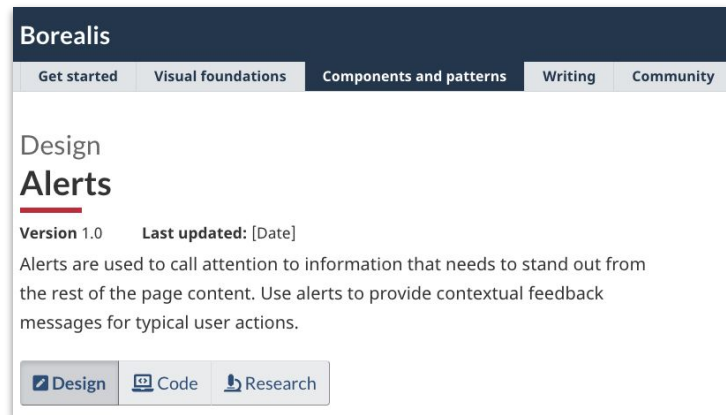 Borealis
Get started Visual foundations Components and patterns Writing Community
Design
Alerts
Version 1.0 Last updated: [Date]
Alerts are used to call attention to information that needs to stand out from
the rest of the page content. Use alerts to provide contextual feedback
messages for typical user actions.
Design Code Research